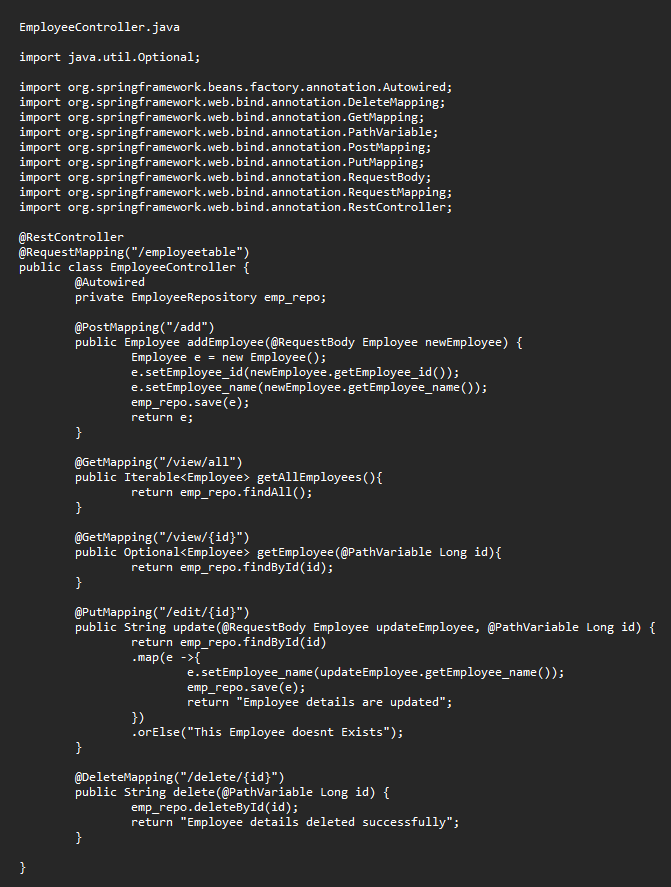 EmployeeController.java
import java.util.Optional;
import org.springframework.beans.factory.annotation.Autowired;
import org.springframework.web.bind.annotation.DeleteMapping;
import org.springframework.web.bind.annotation.GetMapping;
import org.springframework.web.bind.annotation.PathVariable;
import org.springframework.web.bind.annotation.PostMapping;
import org.springframework.web.bind.annotation.PutMapping;
import org.springframework.web.bind.annotation.RequestBody;
import org.springframework.web.bind.annotation.RequestMapping;
import org.springframework.web.bind.annotation.RestController;
@RestController
@RequestMapping("/employeetable")
public class EmployeeController {
@Autowired
private EmployeeRepository emp_repo;
@PostMapping("/add")
public Employee addEmployee(@RequestBody Employee newEmployee) {
Employee e = new Employee();
e.setEmployee_id(newEmployee.getEmployee_id());
e.setEmployee_name(newEmployee.getEmployee_name());
emp_repo.save(e);
return e;
}
@GetMapping("/view/all")
public Iterable<Employee> getAllEmployees(){
return emp_repo.findAll();
}
@GetMapping("/view/{id}")
public Optional<Employee> getEmployee(@PathVariable Long id){
return emp_repo.findById(id);
}
@PutMapping("/edit/{id}")
public String update(@RequestBody Employee updateEmployee, @PathVariable Long id) {
return emp_repo.findById(id)
.map(e ->{
e.setEmployee_name(updateEmployee.getEmployee_name());
emp_repo.save(e);
return "Employee details are updated";
})
.orElse("This Employee doesnt Exists");
}
@DeleteMapping("/delete/{id}")
public String delete(@PathVariable Long id) {
emp_repo.deleteById(id);
return "Employee details deleted successfully";
}
}